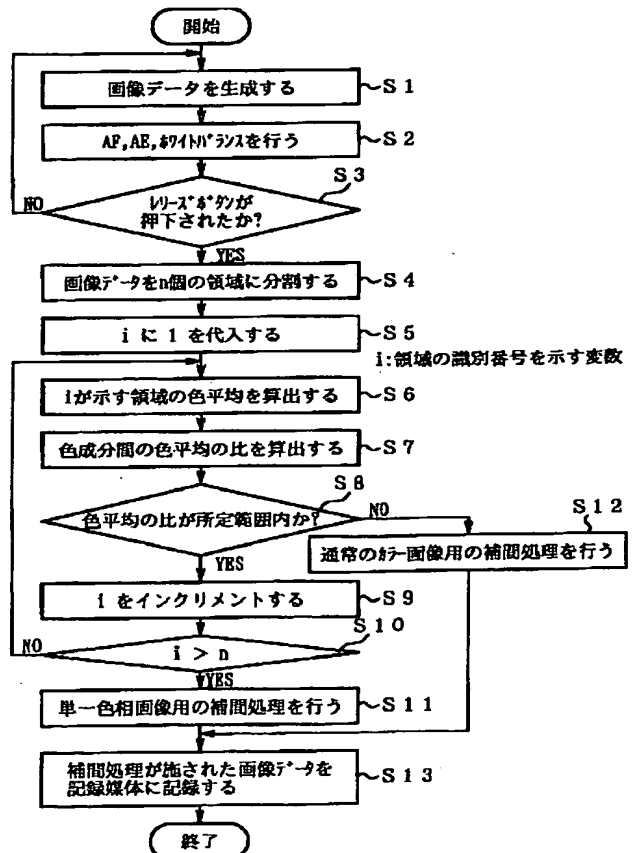 開始
画像データを生成する
S1
AF,AE,ホワイトバランスを行う
S2
S3
レリーズボタンが
押下されたか?
NO
YES
画像データをn個の領域に分割する
S4
iに1を代入する
S5
i:領域の識別番号を示す変数
iが示す領域の色平均を算出する
S6
色成分間の色平均の比を算出する
S7
S8
色平均の比が所定範囲内か?
NO
S12
通常のカラー画像用の補間処理を行う
YES
iをインクリメントする
S9
S10
NO
i > n
YES
単一色相画像用の補間処理を行う
S11
補間処理が施された画像データを
記録媒体に記録する
S13
終了